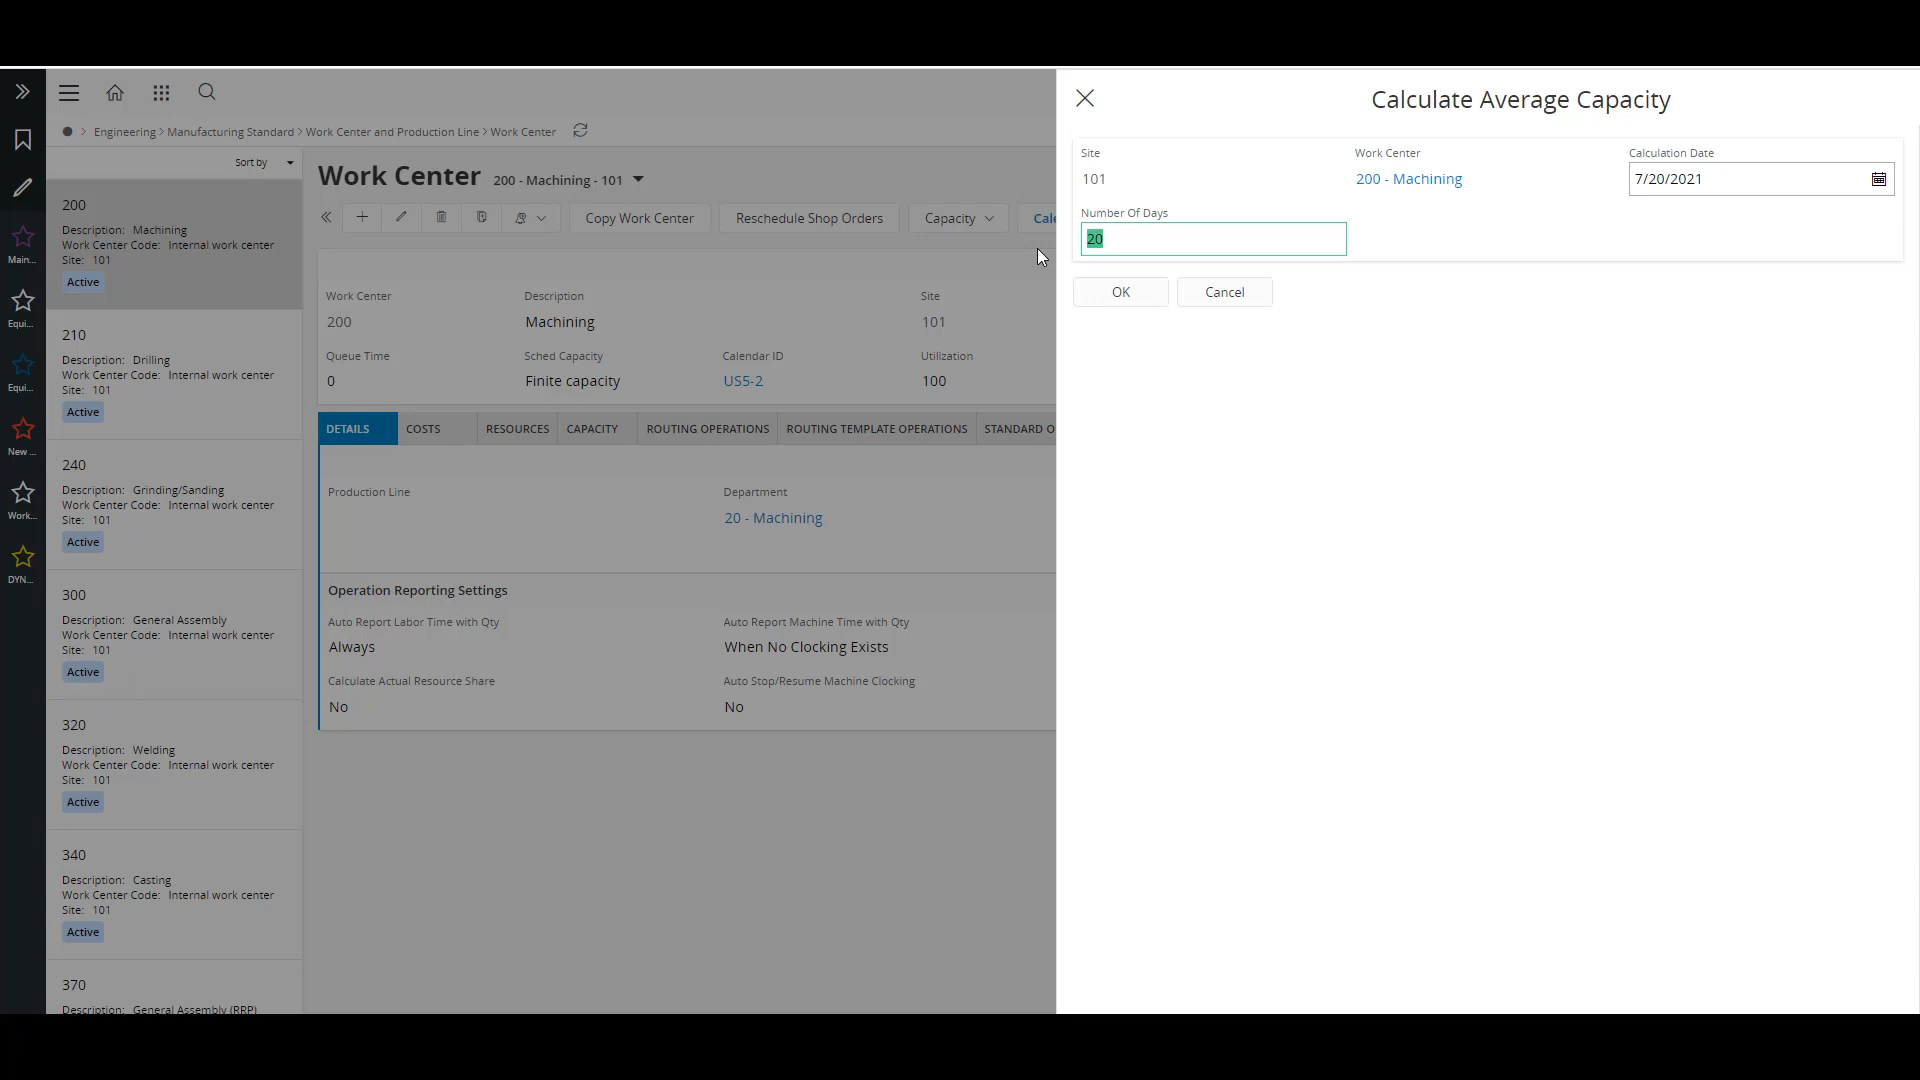 Engineering > Manufacturing Standard > Work Center and Production Line > Work Center
Sort by
Main...
Equi...
Equi...
New ...
Work...
DYN...
200
Description: Machining
Work Center Code: Internal work center
Site: 101
Active
210
Description: Drilling
Work Center Code: Internal work center
Site: 101
Active
240
Description: Grinding/Sanding
Work Center Code: Internal work center
Site: 101
Active
300
Description: General Assembly
Work Center Code: Internal work center
Site: 101
Active
320
Description: Welding
Work Center Code: Internal work center
Site: 101
Active
340
Description: Casting
Work Center Code: Internal work center
Site: 101
Active
370
Description: General Assembly (RRP)
Work Center 200 - Machining - 101
Copy Work Center Reschedule Shop Orders Capacity Calc
Work Center Description Site
200 Machining 101
Queue Time Sched Capacity Calendar ID Utilization
0 Finite capacity US5-2 100
DETAILS COSTS RESOURCES CAPACITY ROUTING OPERATIONS ROUTING TEMPLATE OPERATIONS STANDARD O
Production Line Department
20 - Machining
Operation Reporting Settings
Auto Report Labor Time with Qty Auto Report Machine Time with Qty
Always When No Clocking Exists
Calculate Actual Resource Share Auto Stop/Resume Machine Clocking
No No
Calculate Average Capacity
Site Work Center Calculation Date
101 200 - Machining 7/20/2021
Number Of Days
20
OK Cancel